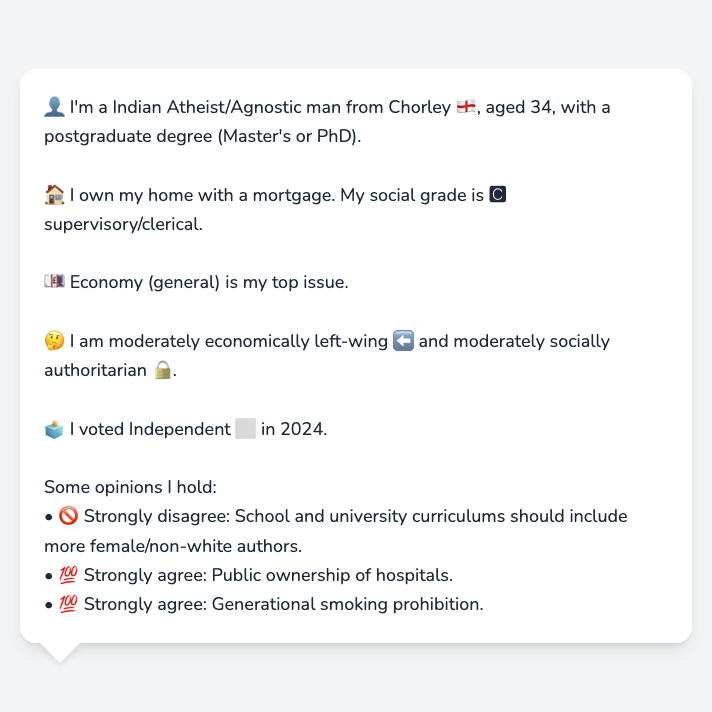 👤 I'm a Indian Atheist/Agnostic man from Chorley 🏴󠁧󠁢󠁥󠁮󠁧󠁿, aged 34, with a
postgraduate degree (Master's or PhD).
🏠 I own my home with a mortgage. My social grade is C
supervisory/clerical.
💷 Economy (general) is my top issue.
🤔 I am moderately economically left-wing ⬅️ and moderately socially
authoritarian 🔒.
🗳️ I voted Independent ⬜ in 2024.
Some opinions I hold:
• 🚫 Strongly disagree: School and university curriculums should include
more female/non-white authors.
• 💯 Strongly agree: Public ownership of hospitals.
• 💯 Strongly agree: Generational smoking prohibition.